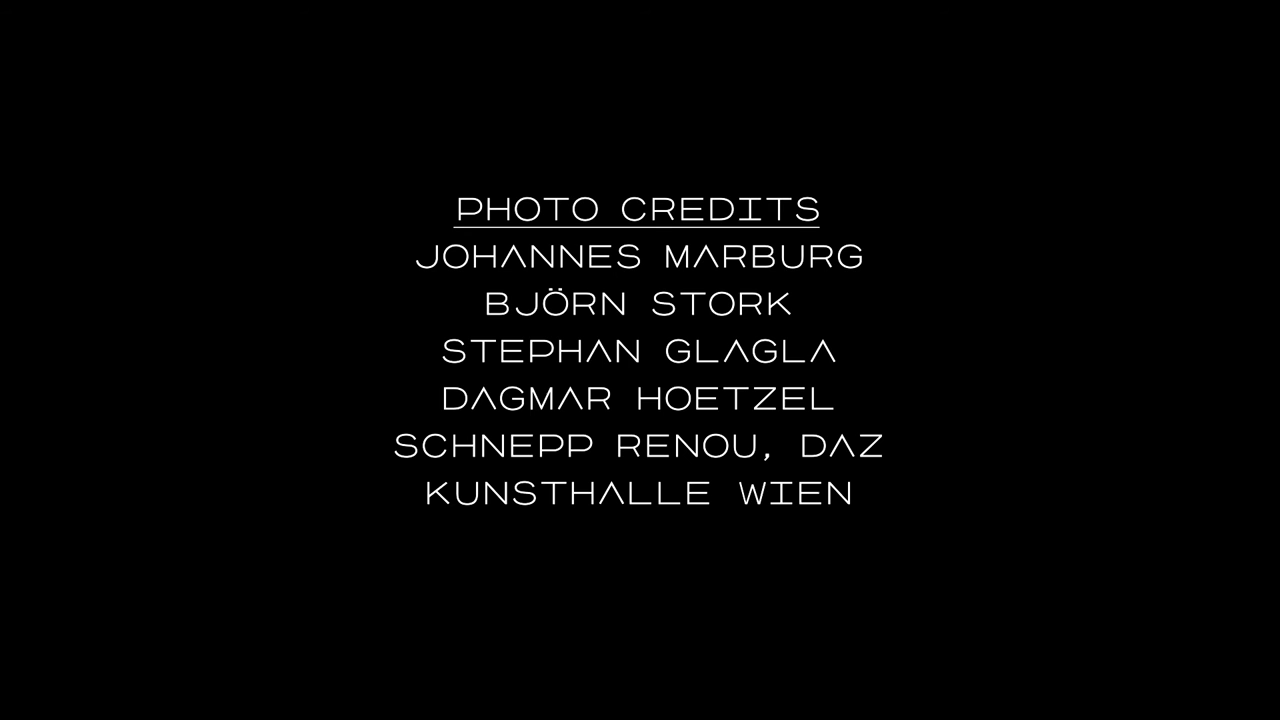 PHOTO CREDITS
JOHANNES MARBURG
BJÖRN STORK
STEPHAN GLAGLA
DAGMAR HOETZEL
SCHNEPP RENOU, DAZ
KUNSTHALLE WIEN